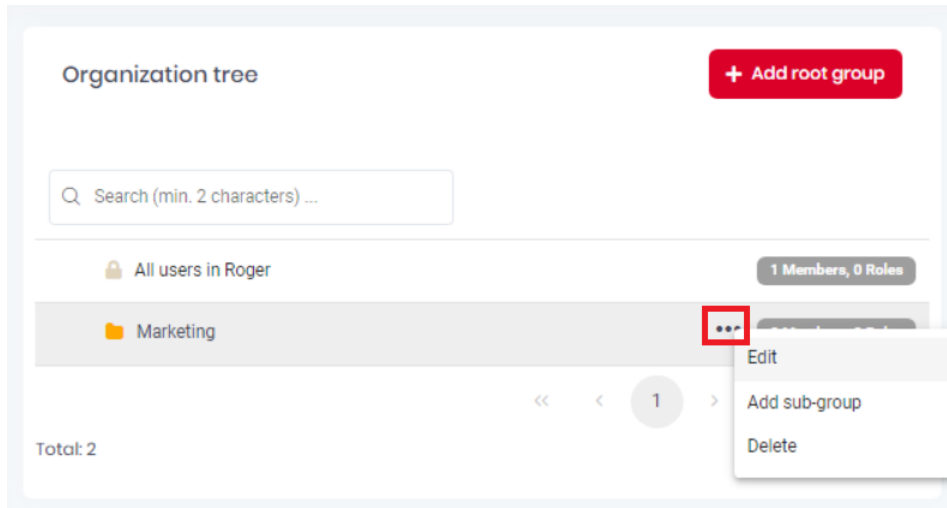 Organization tree
+ Add root group
Search (min. 2 characters) ...
All users in Roger
1 Members, 0 Roles
Marketing
Edit
Add sub-group
Delete
<< < 1 >
Total: 2